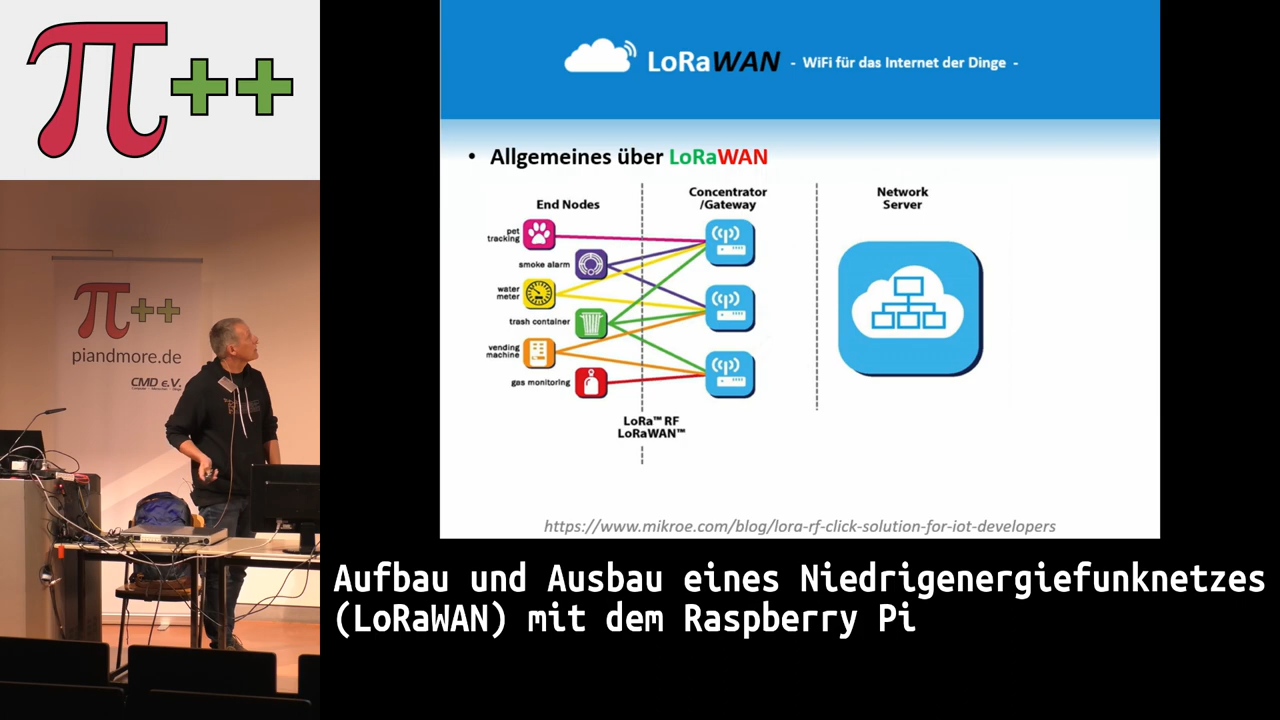 π++
LoRaWAN - WiFi für das Internet der Dinge -
• Allgemeines über LoRaWAN
End Nodes
Concentrator
/Gateway
Network
Server
pet
tracking
smoke alarm
water
meter
trash container
vending
machine
gas monitoring
LoRa™ RF
LoRaWAN™
https://www.mikroe.com/blog/lora-rf-click-solution-for-iot-developers
π++
piandmore.de
CMD e.V.
Aufbau und Ausbau eines Niedrigenergiefunknetzes
(LoRaWAN) mit dem Raspberry Pi